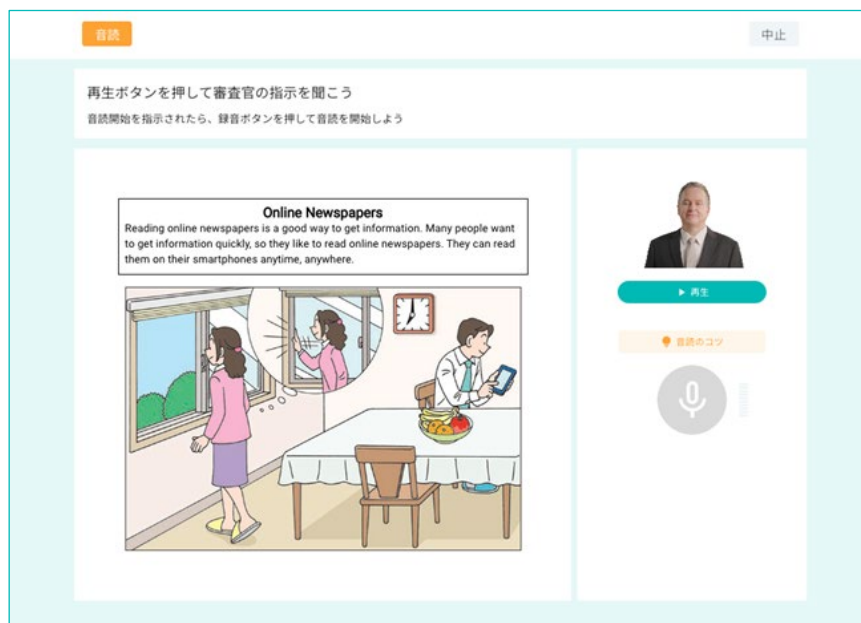 音読
中止
再生ボタンを押して審査官の指示を聞こう
音読開始を指示されたら、録音ボタンを押して音読を開始しよう
Online Newspapers
Reading online newspapers is a good way to get information. Many people want
to get information quickly, so they like to read online newspapers. They can read
them on their smartphones anytime, anywhere.
再生
音読のコツ